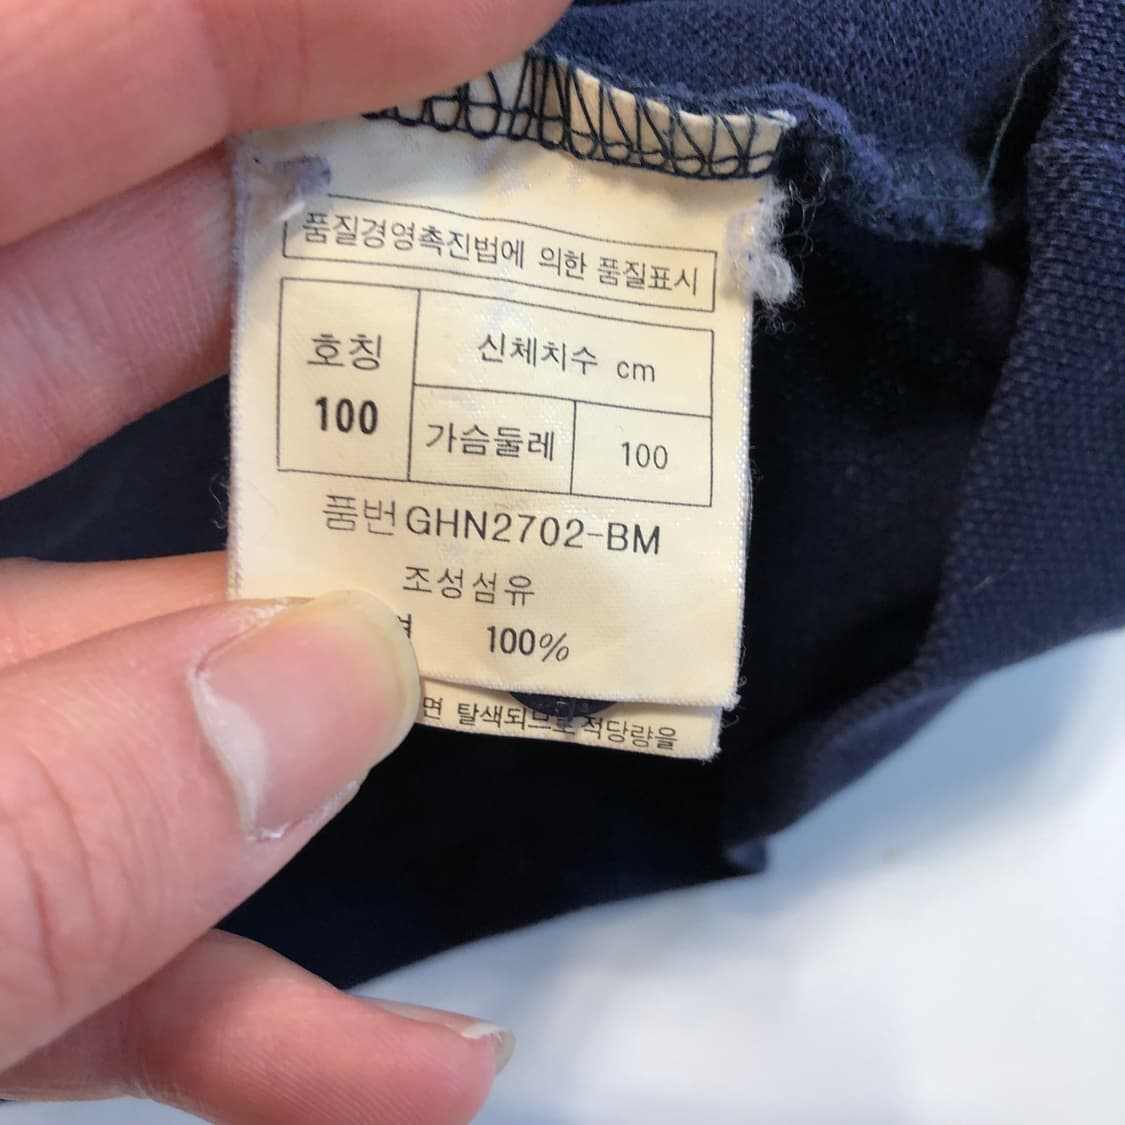 품질경영촉진법에 의한 품질표시
호칭
100
신체치수 cm
가슴둘레
100
품번GHN2702-BM
조성섬유
100%
면 탈색되므로 적당량을